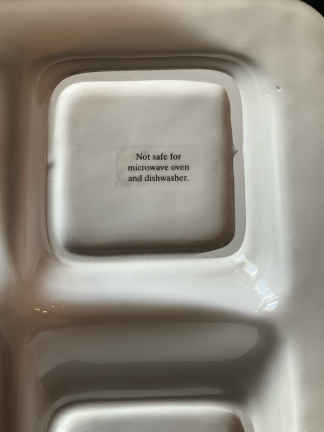 Not safe for
microwave oven
and dishwasher.